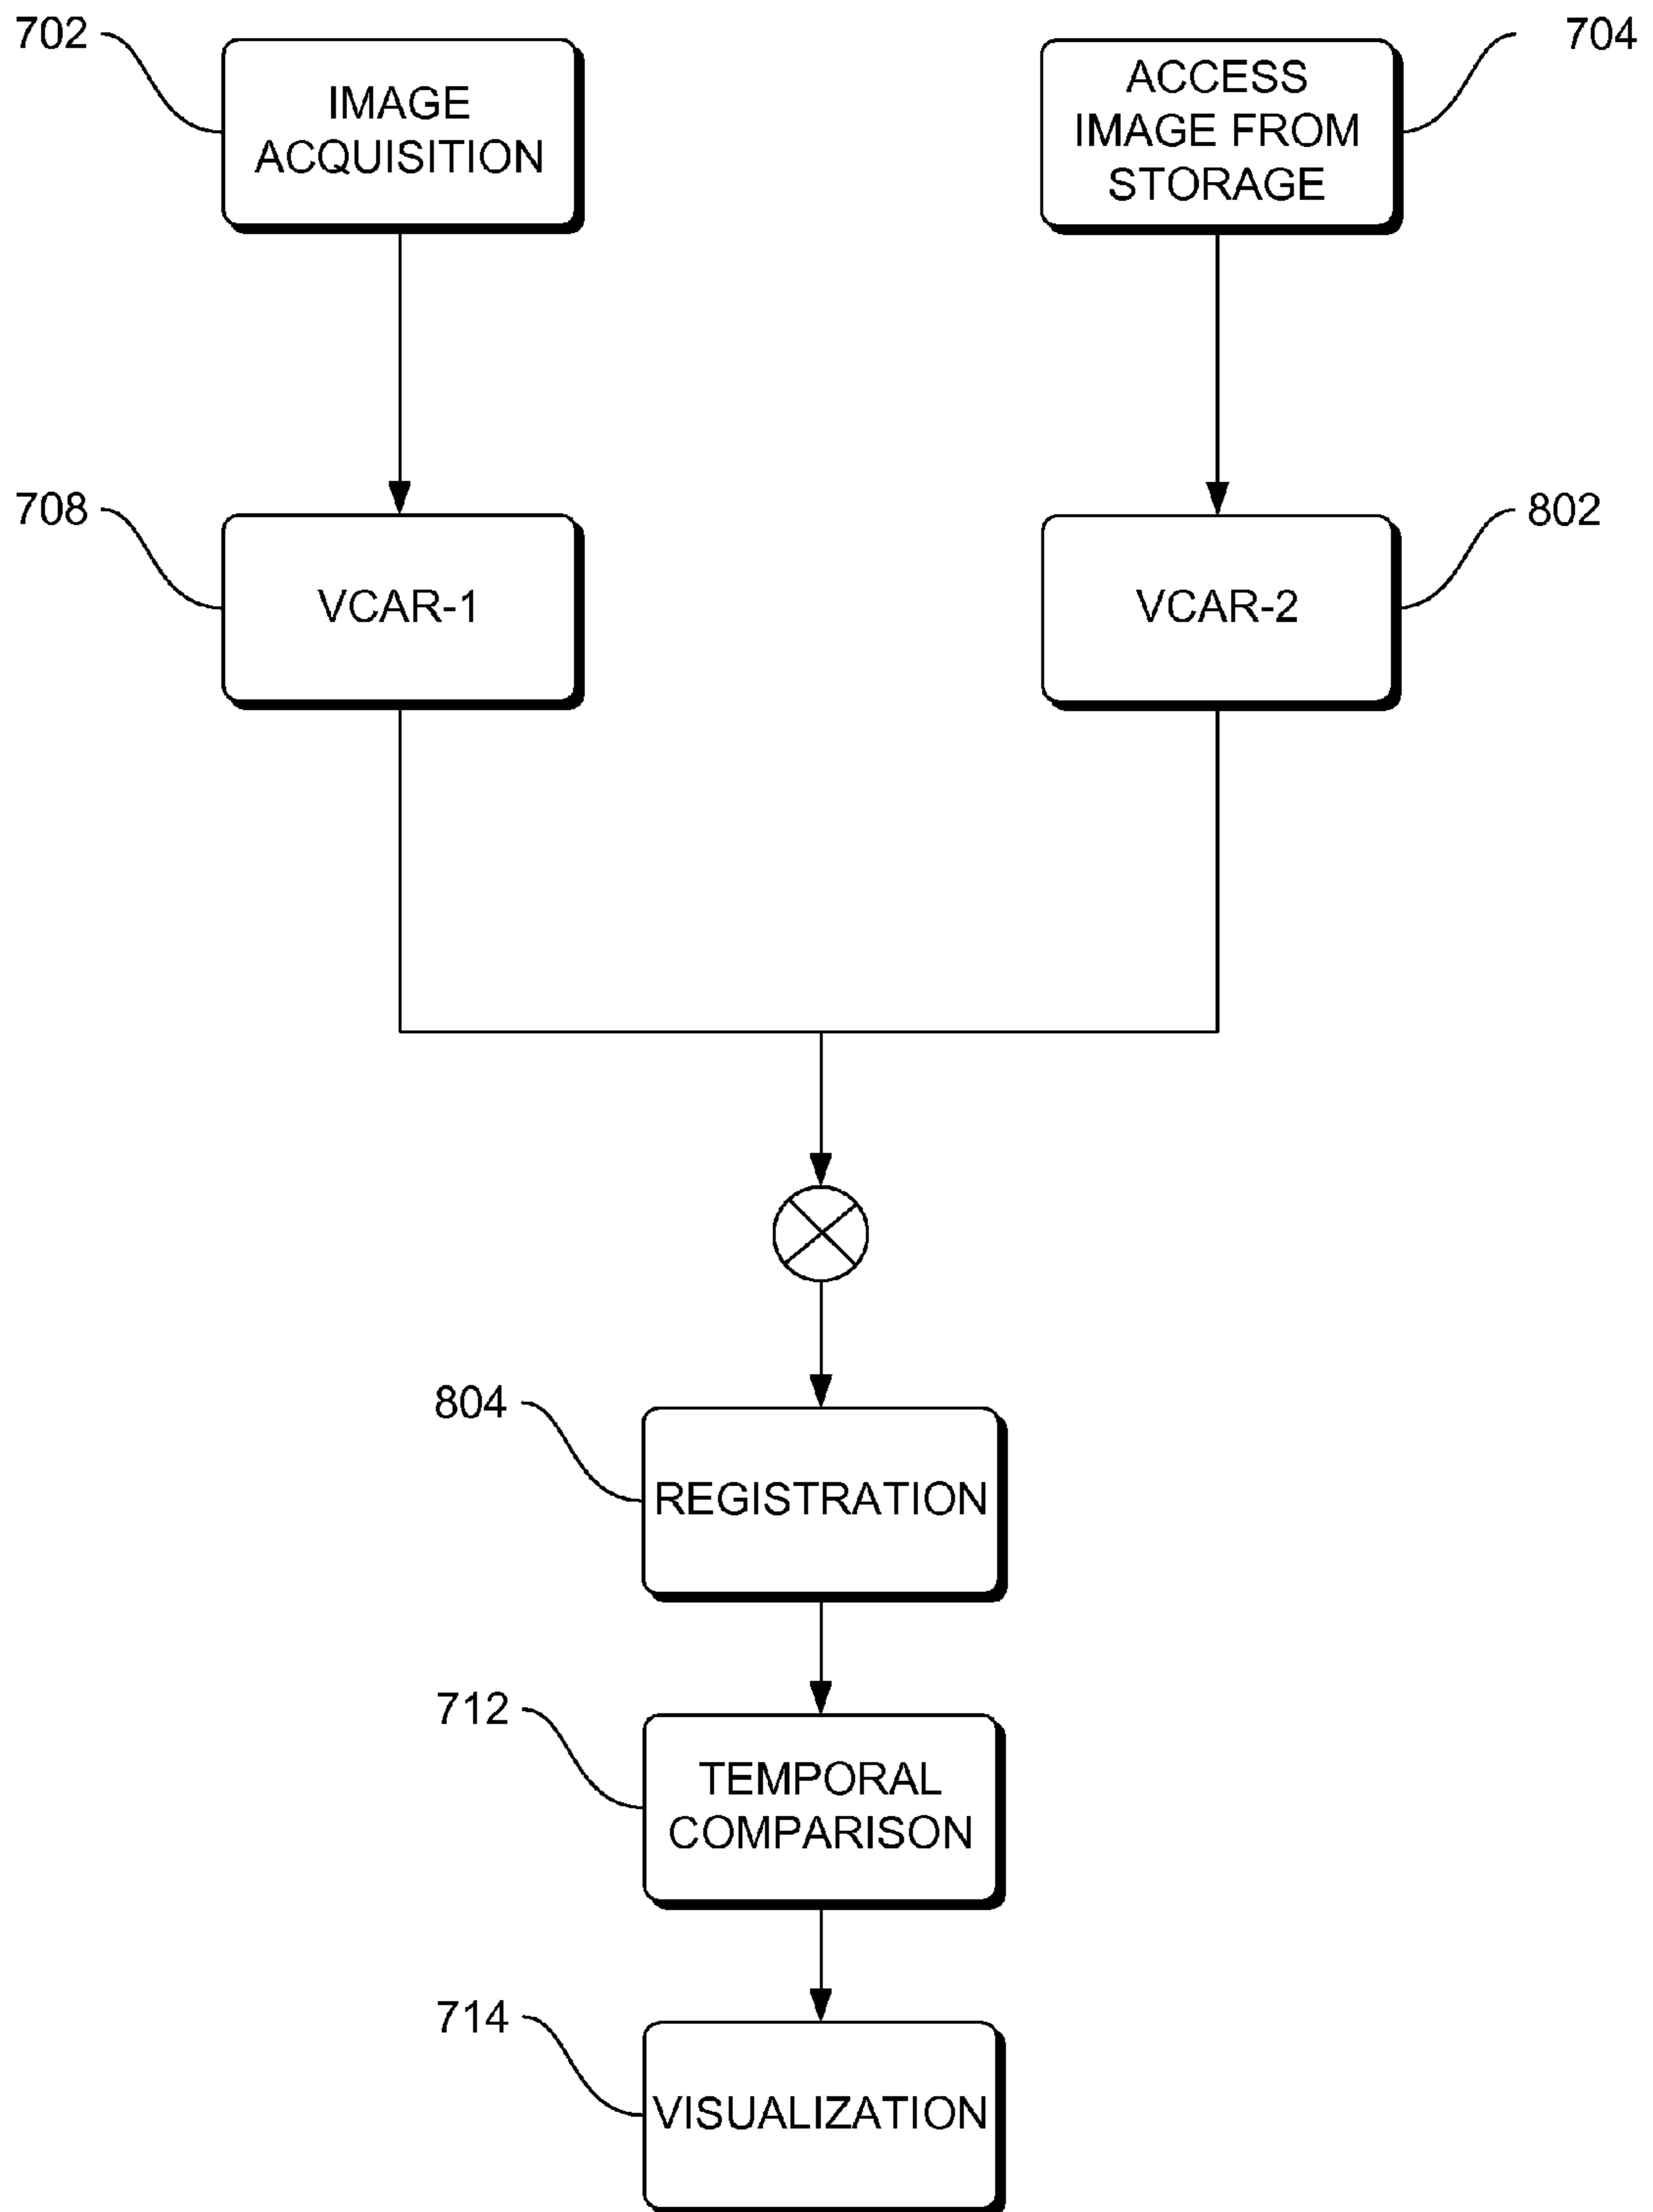 702
IMAGE
ACQUISITION
704
ACCESS
IMAGE FROM
STORAGE
708
VCAR-1
802
VCAR-2
804
REGISTRATION
712
TEMPORAL
COMPARISON
714
VISUALIZATION